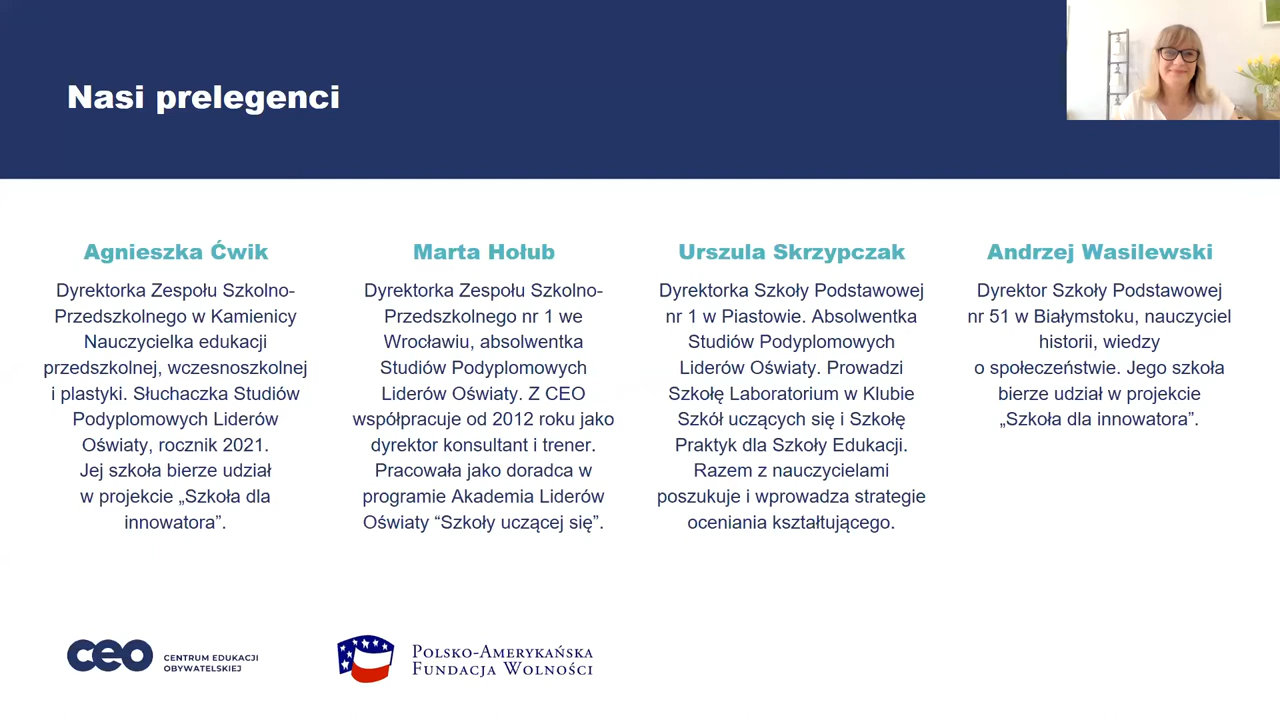 Nasi prelegenci
Agnieszka Ćwik
Dyrektorka Zespołu Szkolno-
Przedszkolnego w Kamienicy
Nauczycielka edukacji
przedszkolnej, wczesnoszkolnej
i plastyki. Słuchaczka Studiów
Podyplomowych Liderów
Oświaty, rocznik 2021.
Jej szkoła bierze udział
w projekcie „Szkoła dla
innowatora”.
Marta Hołub
Dyrektorka Zespołu Szkolno-
Przedszkolnego nr 1 we
Wrocławiu, absolwentka
Studiów Podyplomowych
Liderów Oświaty. Z CEO
współpracuje od 2012 roku jako
dyrektor konsultant i trener.
Pracowała jako doradca w
programie Akademia Liderów
Oświaty “Szkoły uczącej się”.
Urszula Skrzypczak
Dyrektorka Szkoły Podstawowej
nr 1 w Piastowie. Absolwentka
Studiów Podyplomowych
Liderów Oświaty. Prowadzi
Szkołę Laboratorium w Klubie
Szkół uczących się i Szkołę
Praktyk dla Szkoły Edukacji.
Razem z nauczycielami
poszukuje i wprowadza strategie
oceniania kształtującego.
Andrzej Wasilewski
Dyrektor Szkoły Podstawowej
nr 51 w Białymstoku, nauczyciel
historii, wiedzy
o społeczeństwie. Jego szkoła
bierze udział w projekcie
„Szkoła dla innowatora”.
ceo
CENTRUM EDUKACJI
OBYWATELSKIEJ
POLSKO-AMERYKAŃSKA
FUNDACJA WOLNOŚCI